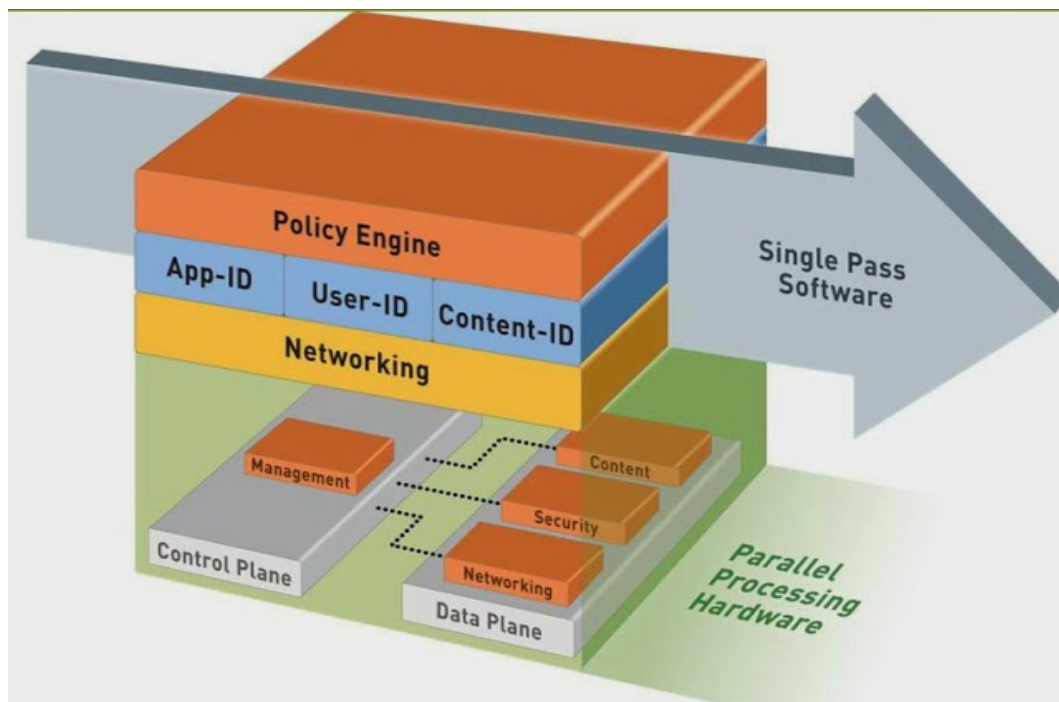 Policy Engine
App-ID
User-ID
Content-ID
Networking
Single Pass
Software
Management
Content
Security
Networking
Control Plane
Data Plane
Parallel
Processing
Hardware